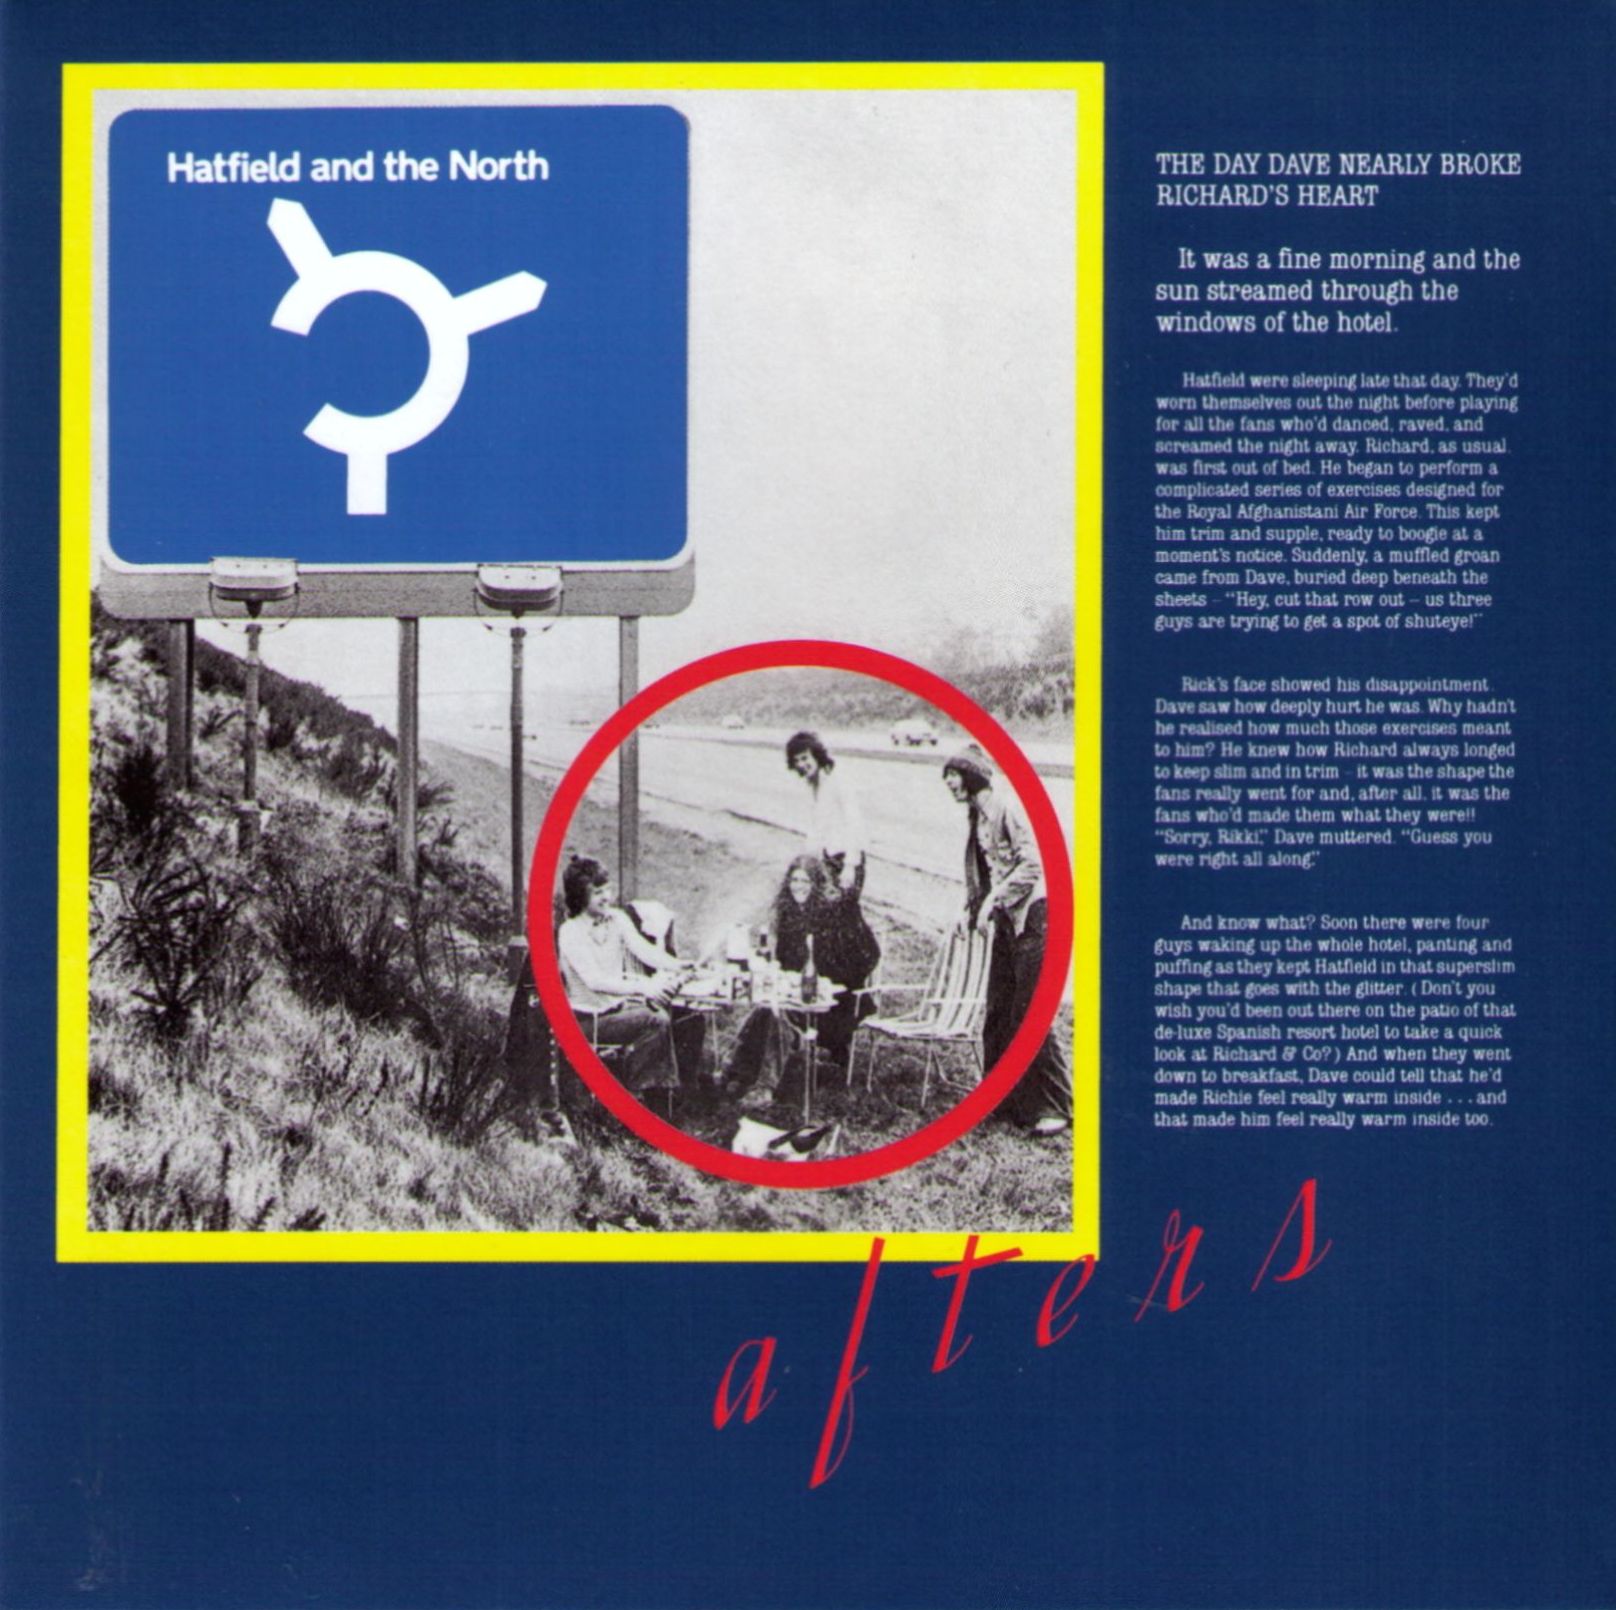 Hatfield and the North
THE DAY DAVE NEARLY BROKE
RICHARD'S HEART
It was a fine morning and the
sun streamed through the
windows of the hotel.
Hatfield were sleeping late that day. They'd
worn themselves out the night before playing
for all the fans who'd danced, raved, and
screamed the night away. Richard, as usual,
was first out of bed. He began to perform a
complicated series of exercises designed for
the Royal Afghanistani Air Force. This kept
him trim and supple, ready to boogie at a
moment's notice. Suddenly, a muffled groan
came from Dave, buried deep beneath the
sheets – "Hey, cut that row out – us three
guys are trying to get a spot of shuteye!"
Rick's face showed his disappointment.
Dave saw how deeply hurt he was. Why hadn't
he realised how much those exercises meant
to him? He knew how Richard always longed
to keep slim and in trim – it was the shape the
fans really went for and, after all, it was the
fans who'd made them what they were!!
"Sorry, Rikki," Dave muttered. "Guess you
were right all along."
And know what? Soon there were four
guys waking up the whole hotel, panting and
puffing as they kept Hatfield in that superslim
shape that goes with the glitter. (Don't you
wish you'd been out there on the patio of that
de-luxe Spanish resort hotel to take a quick
look at Richard & Co?) And when they went
down to breakfast, Dave could tell that he'd
made Richie feel really warm inside . . . and
that made him feel really warm inside too.
afters